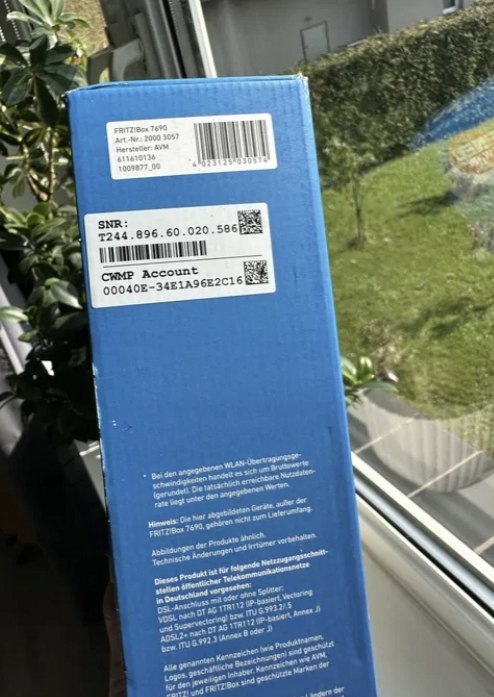 FRITZ!Box 7690
Art.-Nr.: 2000 3057
Hersteller: AVM
611610136
1009877_00
4 023125 030574
SNR:
T244.896.60.020.586
CWMP Account
00040E-34E1A96E2C16
Bei den angegebenen WLAN-Übertragungsge-
schwindigkeiten handelt es sich um Bruttowerte
(gerundet). Die tatsächlich erreichbare Nutzdaten-
rate liegt unter den angegebenen Werten.
Hinweis: Die hier abgebildeten Geräte, außer der
FRITZ!Box 7690, gehören nicht zum Lieferumfang.
Abbildungen der Produkte ähnlich.
Technische Änderungen und Irrtümer vorbehalten.
Dieses Produkt ist für folgende Netzzugangsschnitt-
stellen öffentlicher Telekommunikationsnetze
in Deutschland vorgesehen:
DSL-Anschluss mit oder ohne Splitter:
VDSL nach DT AG 1TR112 (IP-basiert, Vectoring
und Supervectoring) bzw. ITU G.993.2/.5
ADSL2+ nach DT AG 1TR112 (IP-basiert, Annex J)
bzw. ITU G.992.3 (Annex B oder J)
Alle genannten Kennzeichen (wie Produktnamen,
Logos, geschäftliche Bezeichnungen) sind geschützt
für den jeweiligen Inhaber. Kennzeichen wie AVM,
FRITZ! und FRITZ!Box sind geschützte Marken der